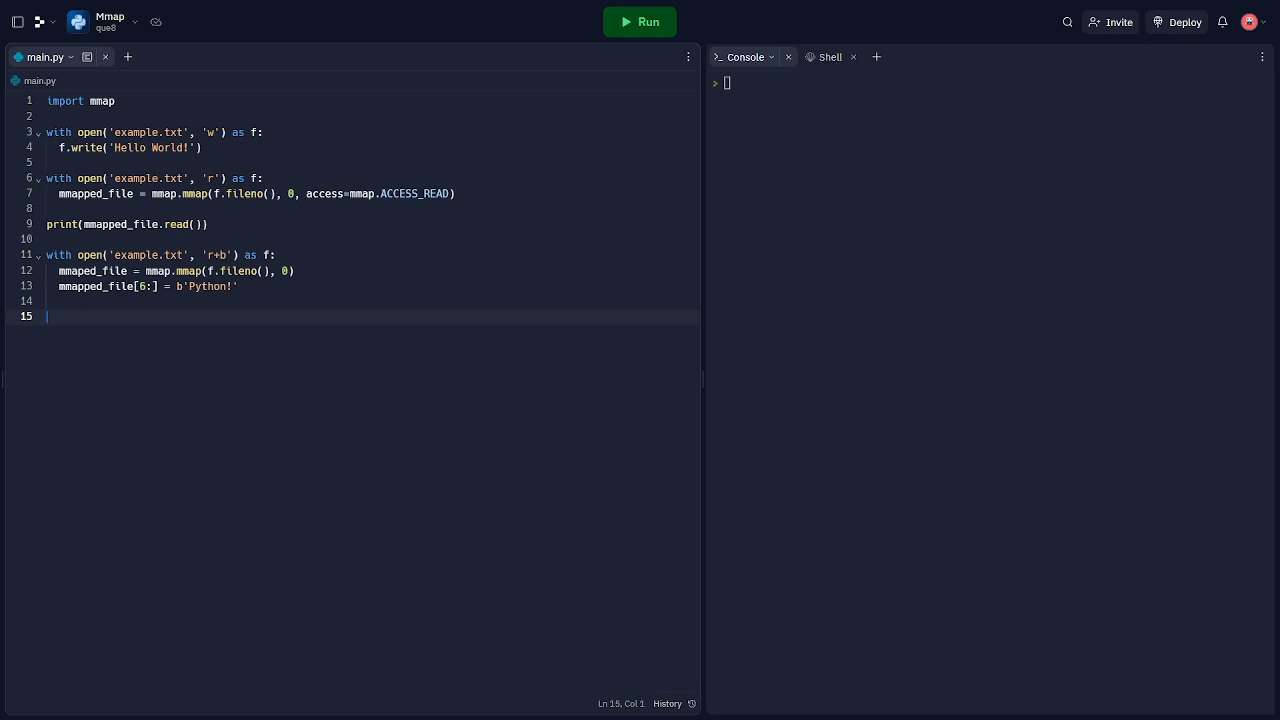 Mmap
que8
Run
Invite
Deploy
main.py
Console
Shell
main.py
1 import mmap
2
3 with open('example.txt', 'w') as f:
4 f.write('Hello World!')
5
6 with open('example.txt', 'r') as f:
7 mmapped_file = mmap.mmap(f.fileno(), 0, access=mmap.ACCESS_READ)
8
9 print(mmapped_file.read())
10
11 with open('example.txt', 'r+b') as f:
12 mmaped_file = mmap.mmap(f.fileno(), 0)
13 mmapped_file[6:] = b'Python!'
14
15
Ln 15, Col 1 History